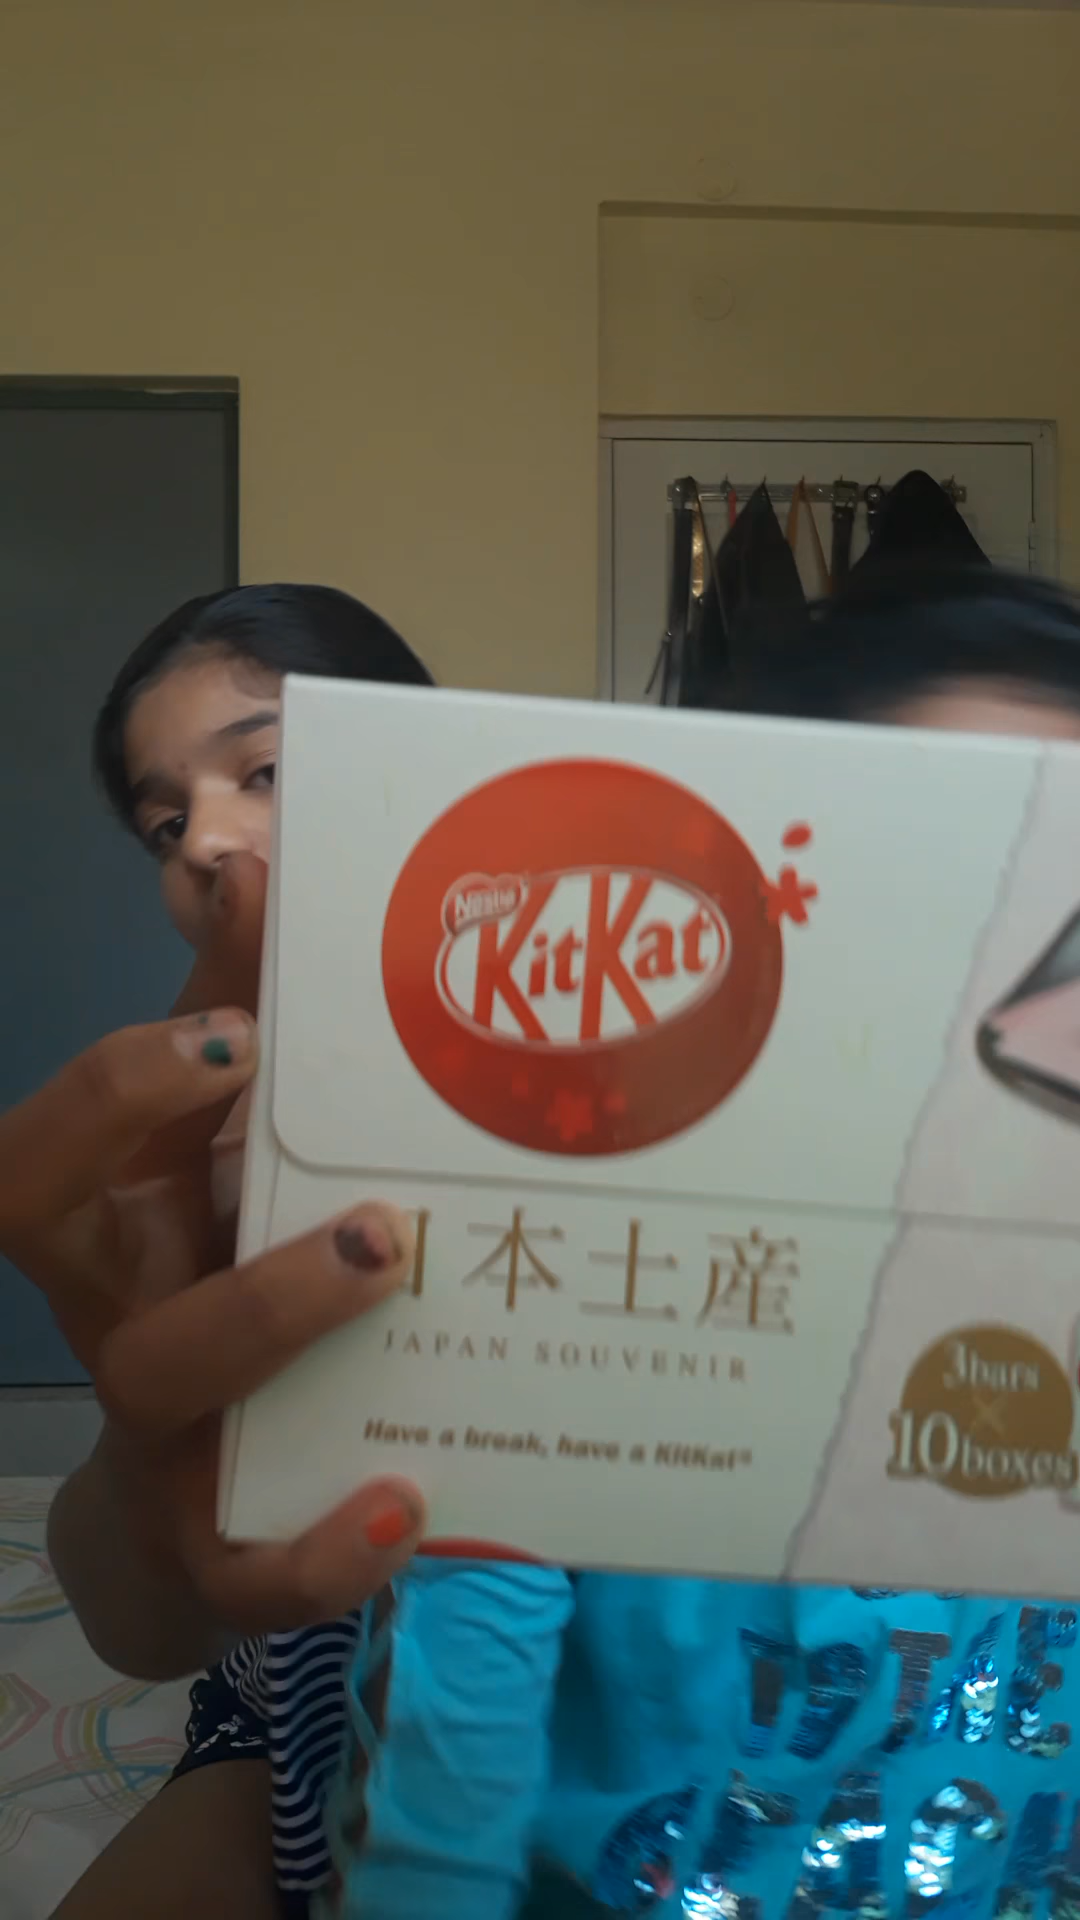 Nestlé
KitKat
日本土産
JAPAN SOUVENIR
Have a break, have a KitKat®
3bars
×
10boxes